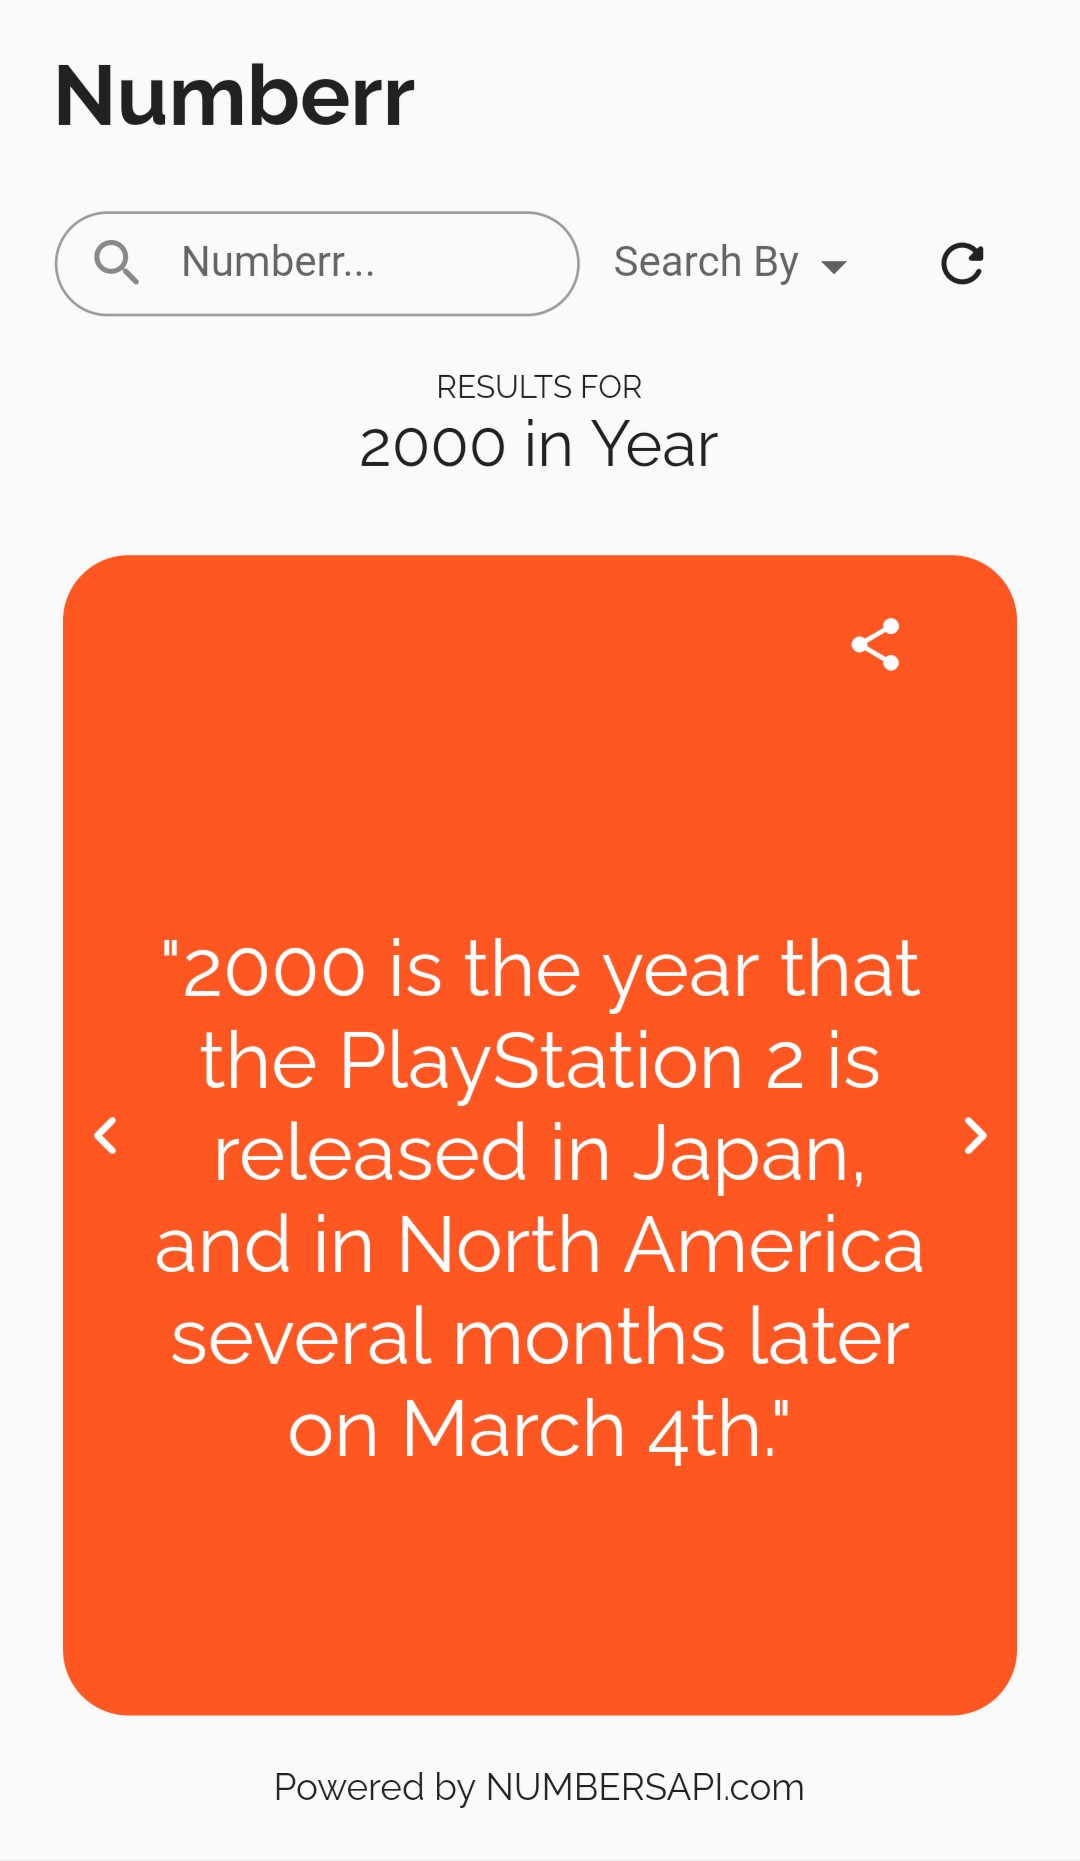 Numberr
Numberr...
Search By
RESULTS FOR
2000 in Year
"2000 is the year that
the PlayStation 2 is
released in Japan,
and in North America
several months later
on March 4th."
Powered by NUMBERSAPI.com